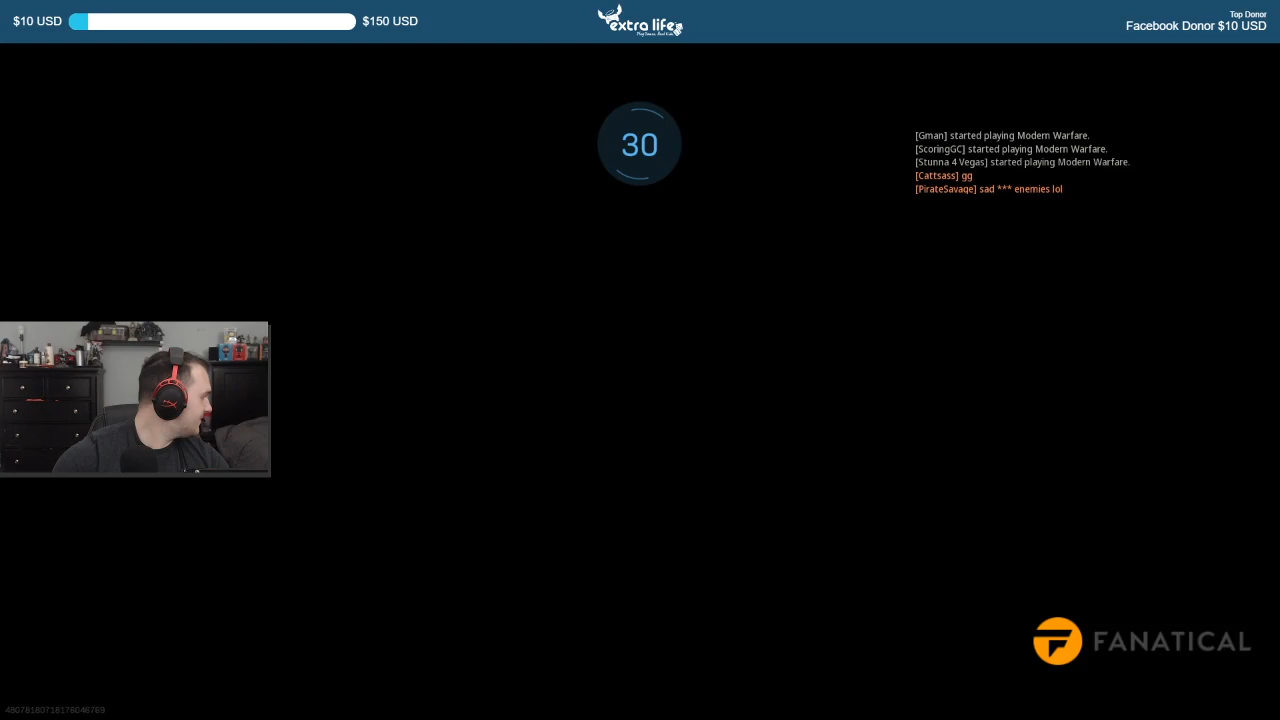 $10 USD $150 USD
extra life
Top Donor
Facebook Donor $10 USD
30
[Gman] started playing Modern Warfare.
[ScoringGC] started playing Modern Warfare.
[Stunna 4 Vegas] started playing Modern Warfare.
[Cattsass] gg
[PirateSavage] sad *** enemies lol
FANATICAL
48078180718176046769